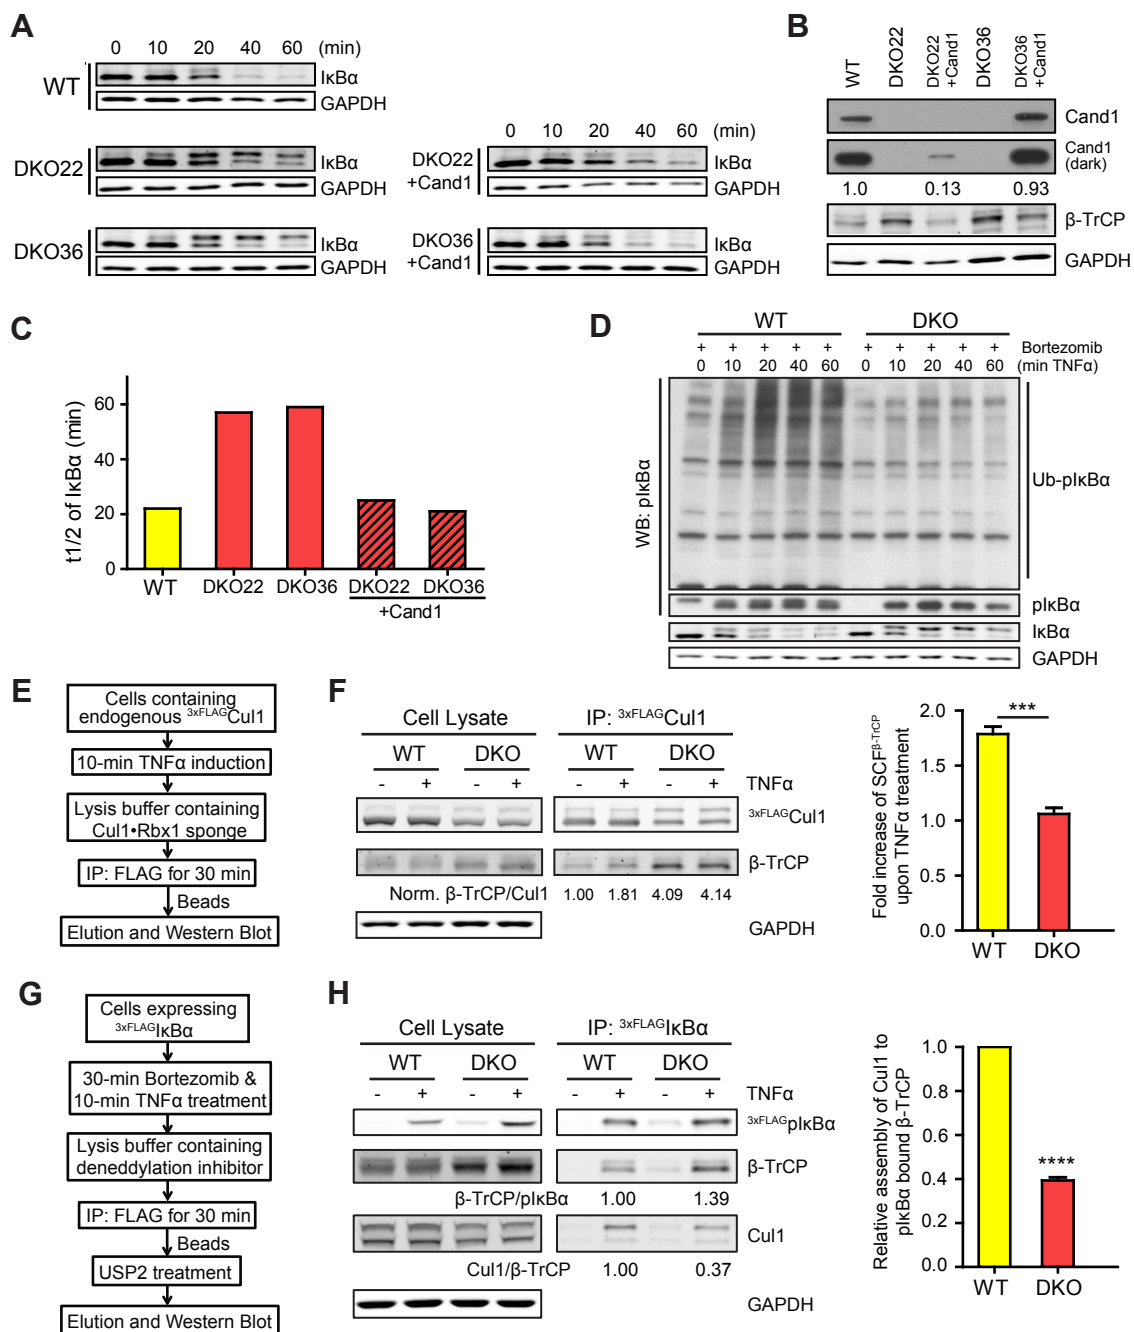 A
0 10 20 40 60 (min)
WT
IκBα
GAPDH
DKO22
IκBα
GAPDH
DKO36
IκBα
GAPDH
0 10 20 40 60 (min)
DKO22
+Cand1
IκBα
GAPDH
DKO36
+Cand1
IκBα
GAPDH
B
WT
DKO22
DKO22
+Cand1
DKO36
DKO36
+Cand1
Cand1
Cand1
(dark)
1.0 0.13 0.93
β-TrCP
GAPDH
C
t1/2 of IκBα (min)
60
40
20
0
WT DKO22 DKO36 DKO22 DKO36
+Cand1
D
WT DKO
+ + + + + + + + + + Bortezomib
0 10 20 40 60 0 10 20 40 60 (min TNFα)
WB: pIκBα
Ub-pIκBα
pIκBα
IκBα
GAPDH
E
Cells containing
endogenous 3xFLAGCul1
10-min TNFα induction
Lysis buffer containing
Cul1•Rbx1 sponge
IP: FLAG for 30 min
Beads
Elution and Western Blot
F
Cell Lysate IP: 3xFLAGCul1
WT DKO WT DKO
- + - + - + - + TNFα
3xFLAGCul1
β-TrCP
Norm. β-TrCP/Cul1 1.00 1.81 4.09 4.14
GAPDH
Fold increase of SCFβ-TrCP
upon TNFα treatment
2.0
1.5
1.0
0.5
0.0
***
WT DKO
G
Cells expressing
3xFLAGIκBα
30-min Bortezomib &
10-min TNFα treatment
Lysis buffer containing
deneddylation inhibitor
IP: FLAG for 30 min
Beads
USP2 treatment
Elution and Western Blot
H
Cell Lysate IP: 3xFLAGIκBα
WT DKO WT DKO
- + - + - + - + TNFα
3xFLAGpIκBα
β-TrCP
β-TrCP/pIκBα 1.00 1.39
Cul1
Cul1/β-TrCP 1.00 0.37
GAPDH
Relative assembly of Cul1 to
pIκBα bound β-TrCP
1.0
0.8
0.6
0.4
0.2
0.0
****
WT DKO